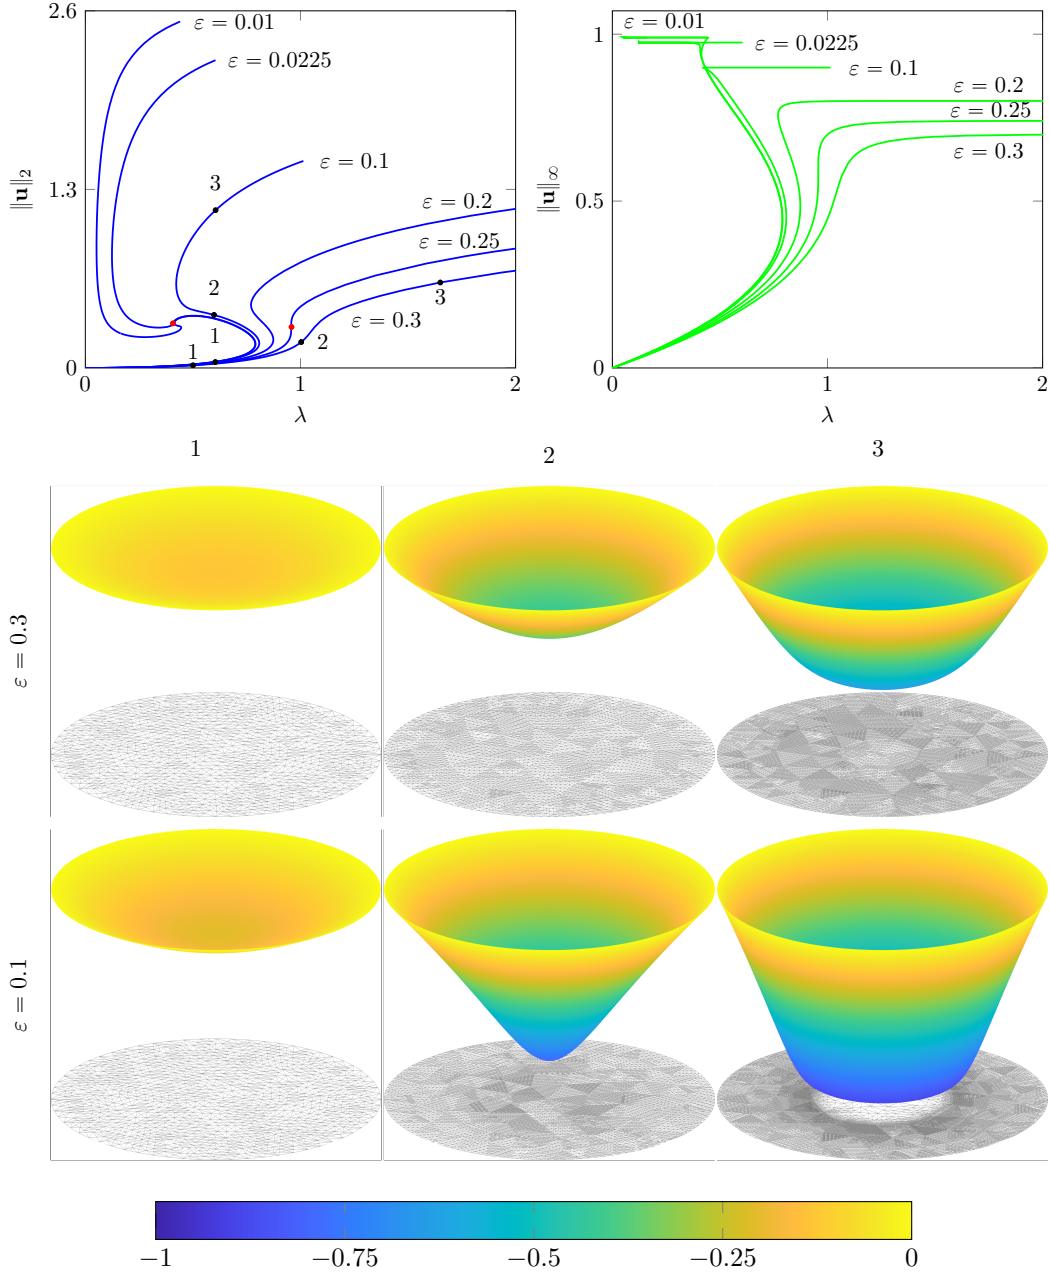 2.6
1.3
0
‖u‖₂
ε = 0.01
ε = 0.0225
ε = 0.1
ε = 0.2
ε = 0.25
ε = 0.3
3
2
1
1
2
3
0
1
2
λ
1
0.5
0
‖u‖∞
ε = 0.01
ε = 0.0225
ε = 0.1
ε = 0.2
ε = 0.25
ε = 0.3
0
1
2
λ
1
2
3
ε = 0.3
ε = 0.1
−1
−0.75
−0.5
−0.25
0